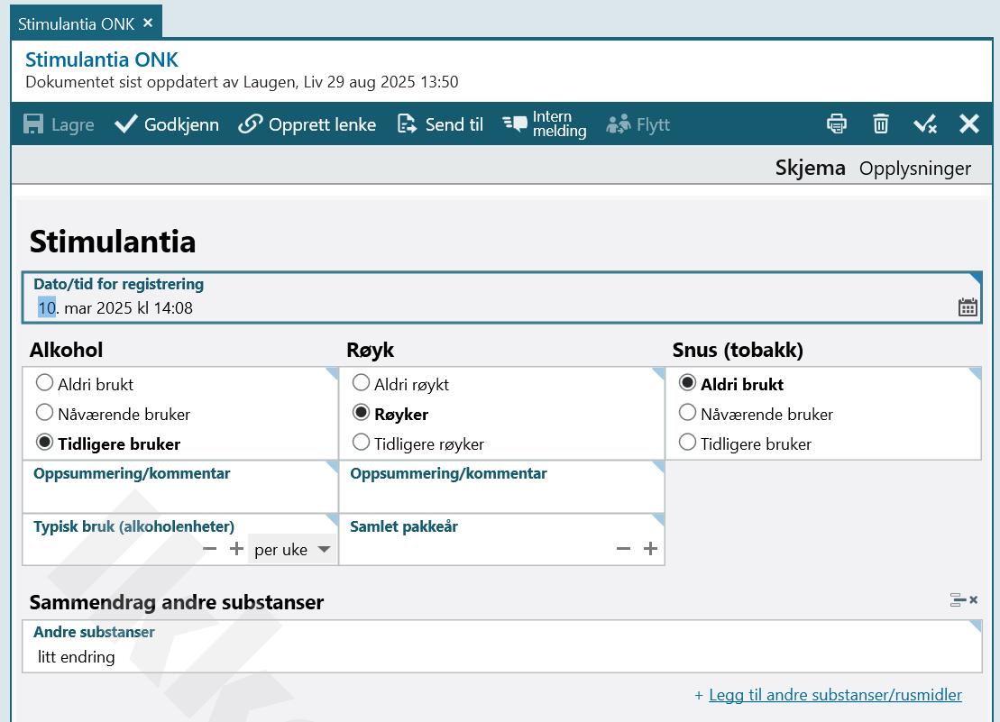 Stimulantia ONK ×
Stimulantia ONK
Dokumentet sist oppdatert av Laugen, Liv 29 aug 2025 13:50
Lagre Godkjenn Opprett lenke Send til Intern melding Flytt
Skjema Opplysninger
Stimulantia
Dato/tid for registrering
10. mar 2025 kl 14:08
Alkohol Røyk Snus (tobakk)
Aldri brukt Aldri røykt Aldri brukt
Nåværende bruker Røyker Nåværende bruker
Tidligere bruker Tidligere røyker Tidligere bruker
Oppsummering/kommentar Oppsummering/kommentar
Typisk bruk (alkoholenheter) Samlet pakkeår
− + per uke − +
Sammendrag andre substanser
Andre substanser
litt endring
+ Legg til andre substanser/rusmidler
Ikke